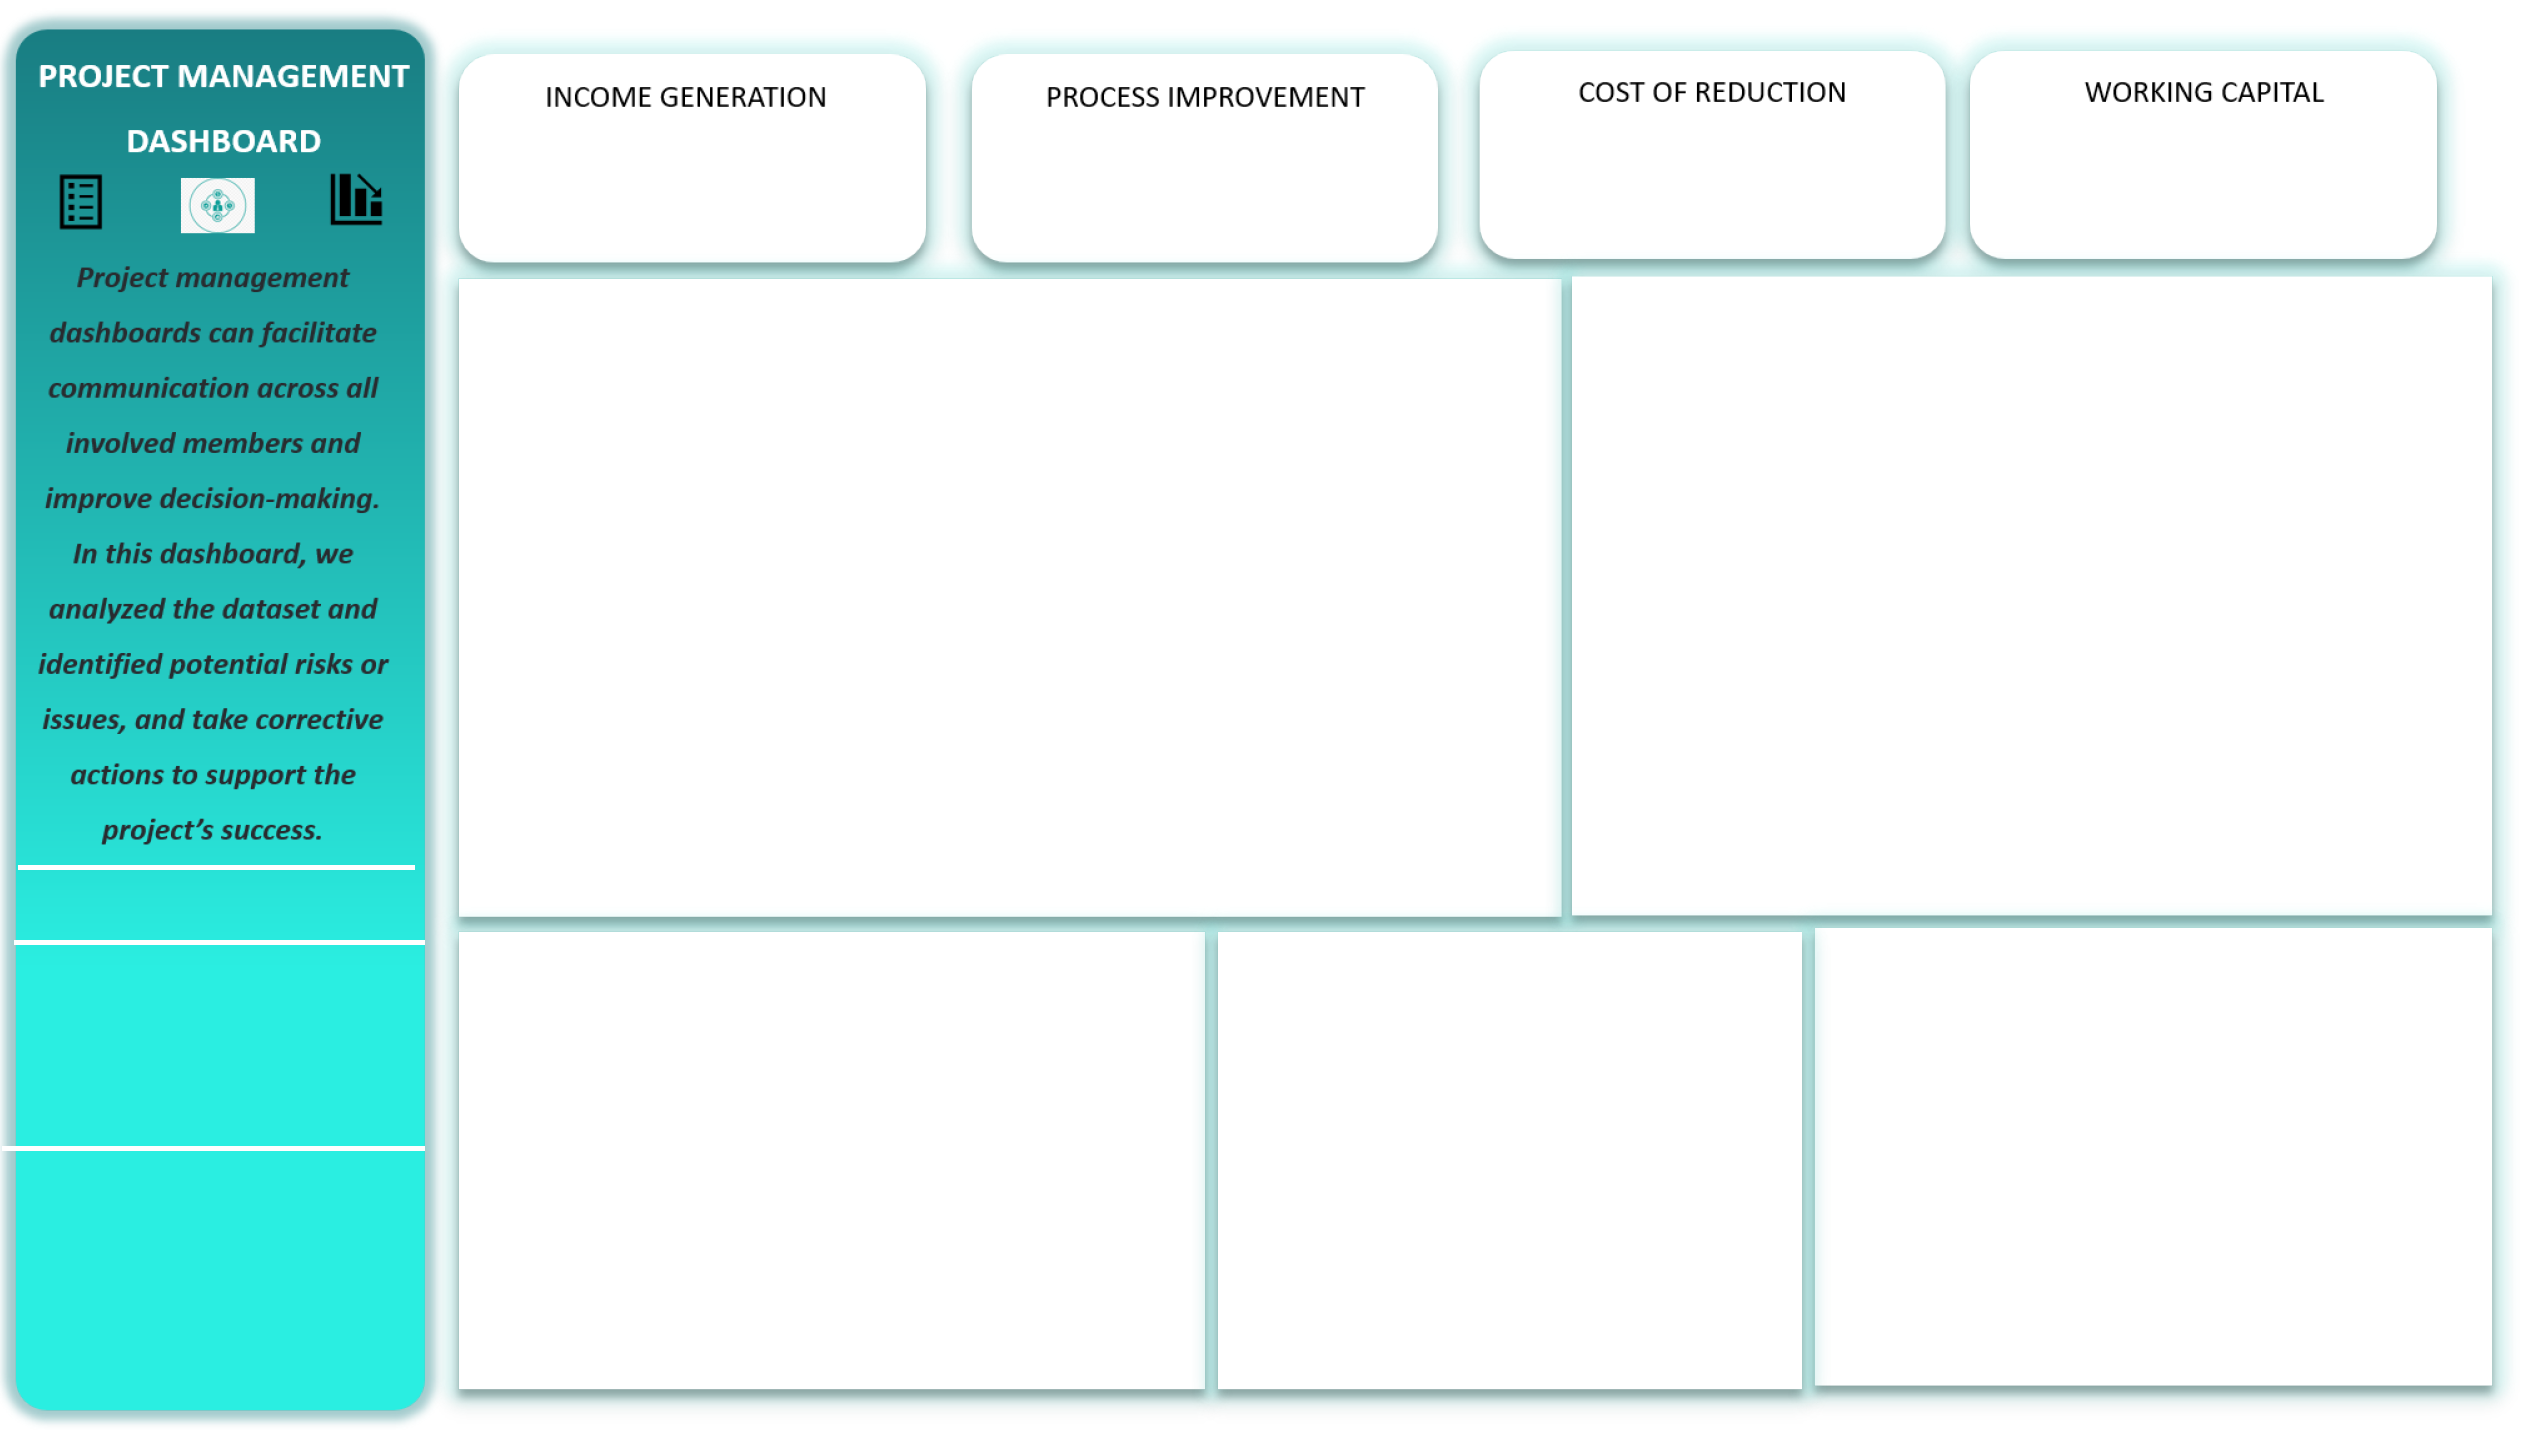 PROJECT MANAGEMENT
DASHBOARD
Project management
dashboards can facilitate
communication across all
involved members and
improve decision-making.
In this dashboard, we
analyzed the dataset and
identified potential risks or
issues, and take corrective
actions to support the
project’s success.
INCOME GENERATION
PROCESS IMPROVEMENT
COST OF REDUCTION
WORKING CAPITAL